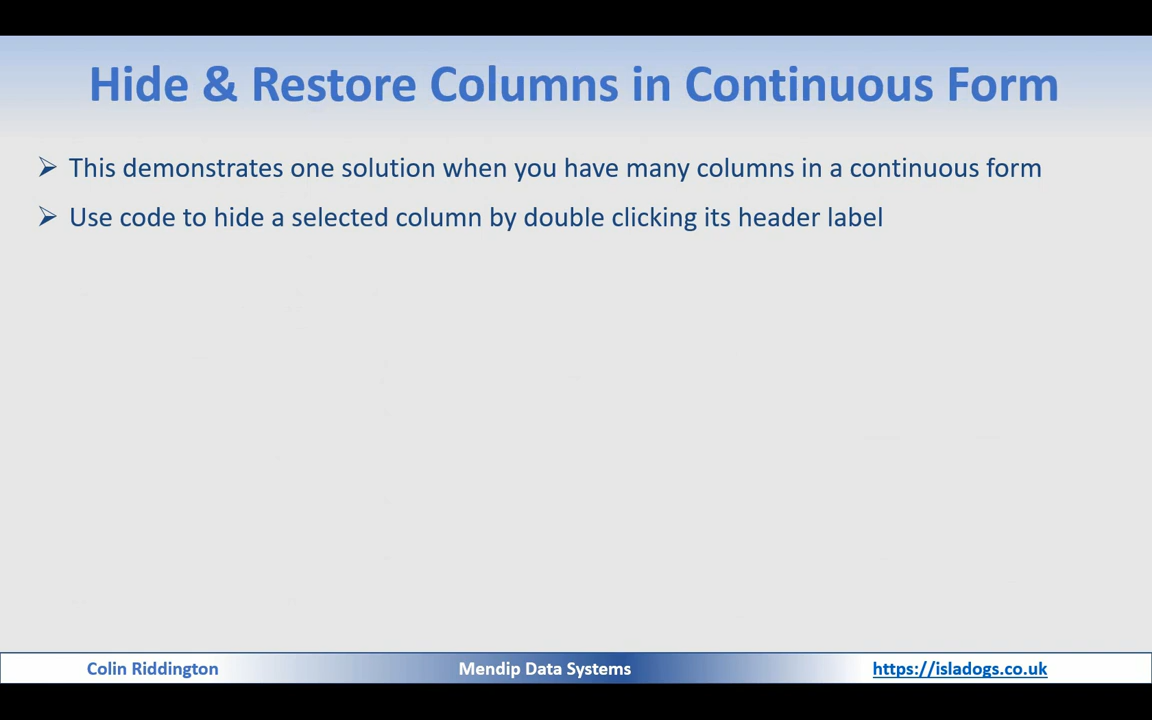 Hide & Restore Columns in Continuous Form
➢ This demonstrates one solution when you have many columns in a continuous form
➢ Use code to hide a selected column by double clicking its header label
Colin Riddington
Mendip Data Systems
https://isladogs.co.uk